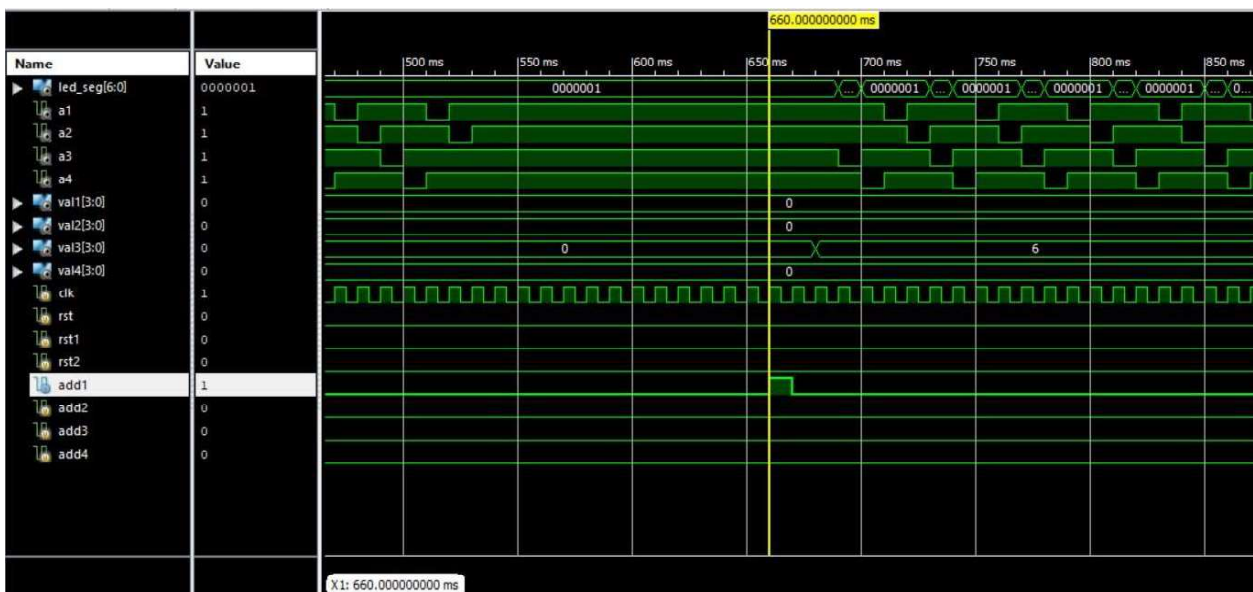 660.000000000 ms
Name Value
500 ms 550 ms 600 ms 650 ms 700 ms 750 ms 800 ms 850 ms
led_seg[6:0] 0000001 0000001 ... 0000001 ... 0000001 ... 0000001 ... 0000001 ... 0...
a1 1
a2 1
a3 1
a4 1
val1[3:0] 0 0
val2[3:0] 0 0
val3[3:0] 0 0 6
val4[3:0] 0 0
clk 1
rst 0
rst1 0
rst2 0
add1 1
add2 0
add3 0
add4 0
X1: 660.000000000 ms